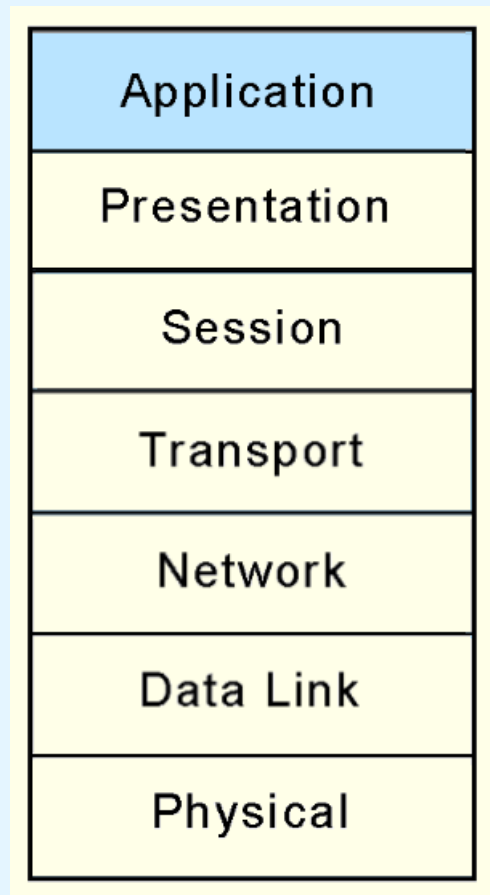 Application
Presentation
Session
Transport
Network
Data Link
Physical